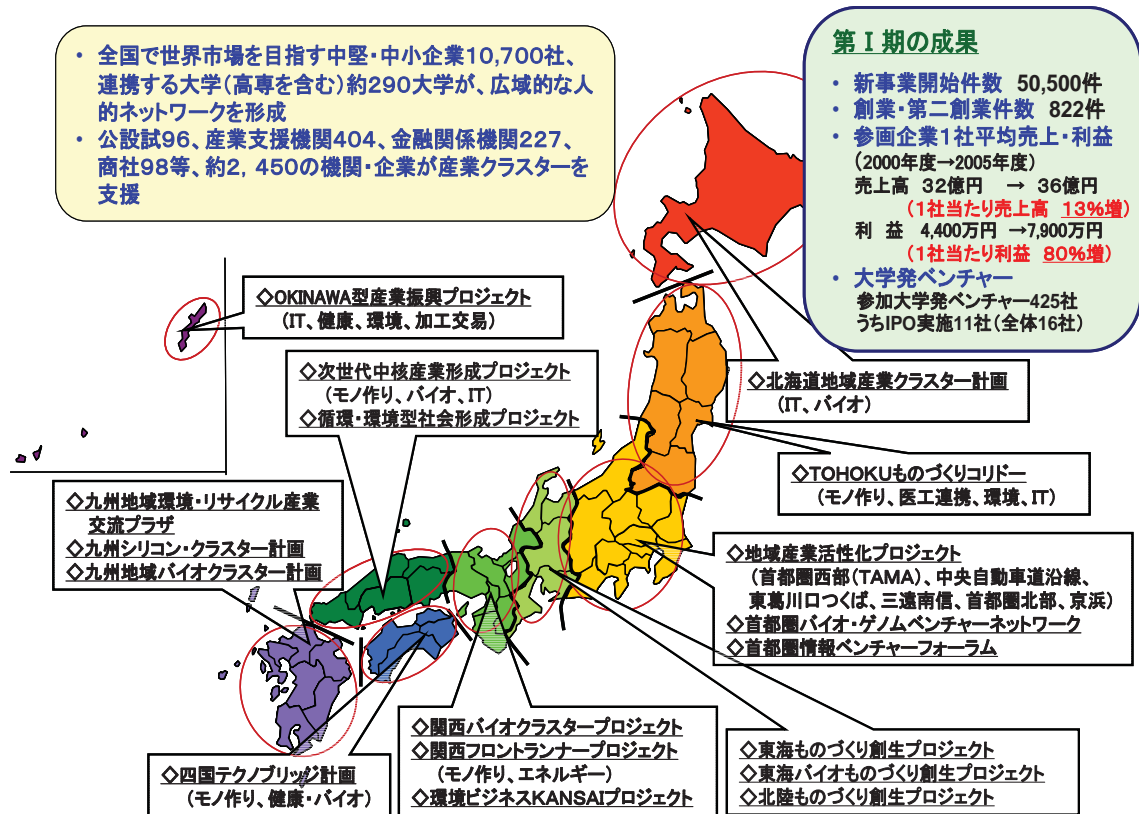 ・ 全国で世界市場を目指す中堅・中小企業10,700社、
連携する大学(高専を含む)約290大学が、広域的な人
的ネットワークを形成
・ 公設試96、産業支援機関404、金融関係機関227、
商社98等、約2, 450の機関・企業が産業クラスターを
支援
第Ⅰ期の成果
・ 新事業開始件数 50,500件
・ 創業・第二創業件数 822件
・ 参画企業1社平均売上・利益
(2000年度→2005年度)
売上高 32億円 → 36億円
(1社当たり売上高 13%増)
利 益 4,400万円 →7,900万円
(1社当たり利益 80%増)
・ 大学発ベンチャー
参加大学発ベンチャー425社
うちIPO実施11社(全体16社)
◇OKINAWA型産業振興プロジェクト
(IT、健康、環境、加工交易)
◇次世代中核産業形成プロジェクト
(モノ作り、バイオ、IT)
◇循環・環境型社会形成プロジェクト
◇北海道地域産業クラスター計画
(IT、バイオ)
◇TOHOKUものづくりコリドー
(モノ作り、医工連携、環境、IT)
◇九州地域環境・リサイクル産業
交流プラザ
◇九州シリコン・クラスター計画
◇九州地域バイオクラスター計画
◇地域産業活性化プロジェクト
(首都圏西部(TAMA)、中央自動車道沿線、
東葛川口つくば、三遠南信、首都圏北部、京浜)
◇首都圏バイオ・ゲノムベンチャーネットワーク
◇首都圏情報ベンチャーフォーラム
◇四国テクノブリッジ計画
(モノ作り、健康・バイオ)
◇関西バイオクラスタープロジェクト
◇関西フロントランナープロジェクト
(モノ作り、エネルギー)
◇環境ビジネスKANSAIプロジェクト
◇東海ものづくり創生プロジェクト
◇東海バイオものづくり創生プロジェクト
◇北陸ものづくり創生プロジェクト